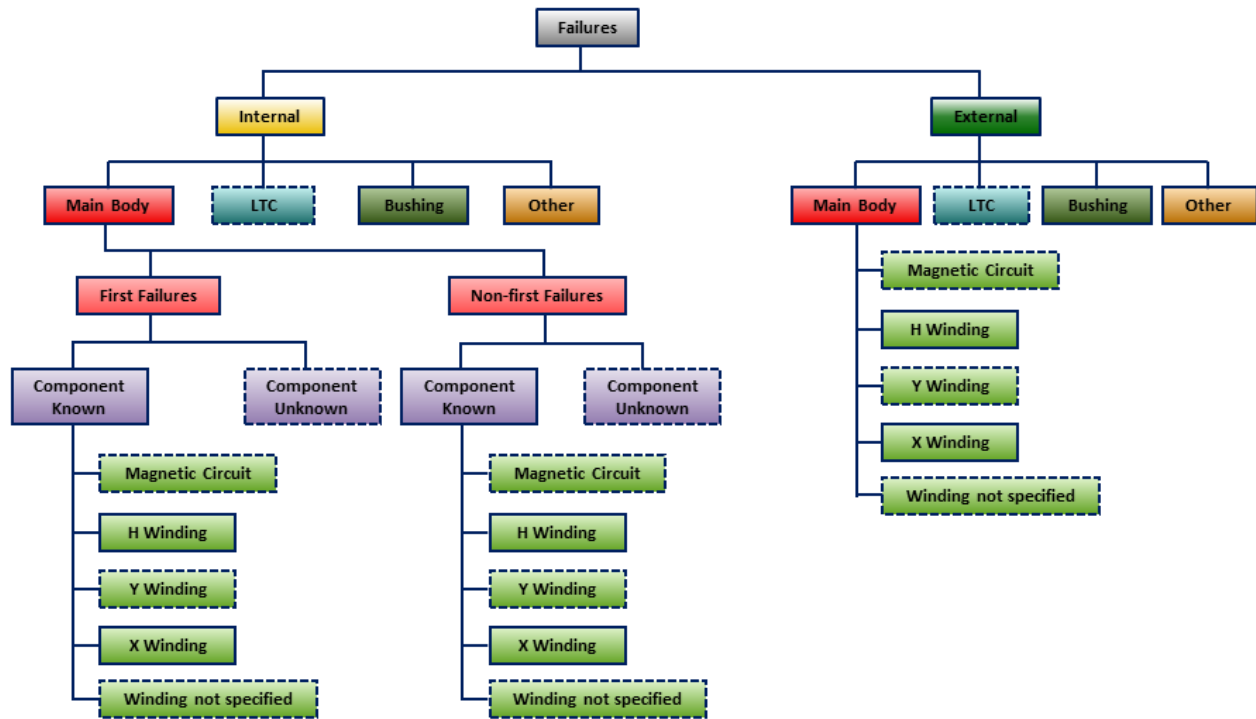 Failures
Internal
External
Main Body
LTC
Bushing
Other
Main Body
LTC
Bushing
Other
First Failures
Non-first Failures
Component
Known
Component
Unknown
Component
Known
Component
Unknown
Magnetic Circuit
H Winding
Y Winding
X Winding
Winding not specified
Magnetic Circuit
H Winding
Y Winding
X Winding
Winding not specified
Magnetic Circuit
H Winding
Y Winding
X Winding
Winding not specified